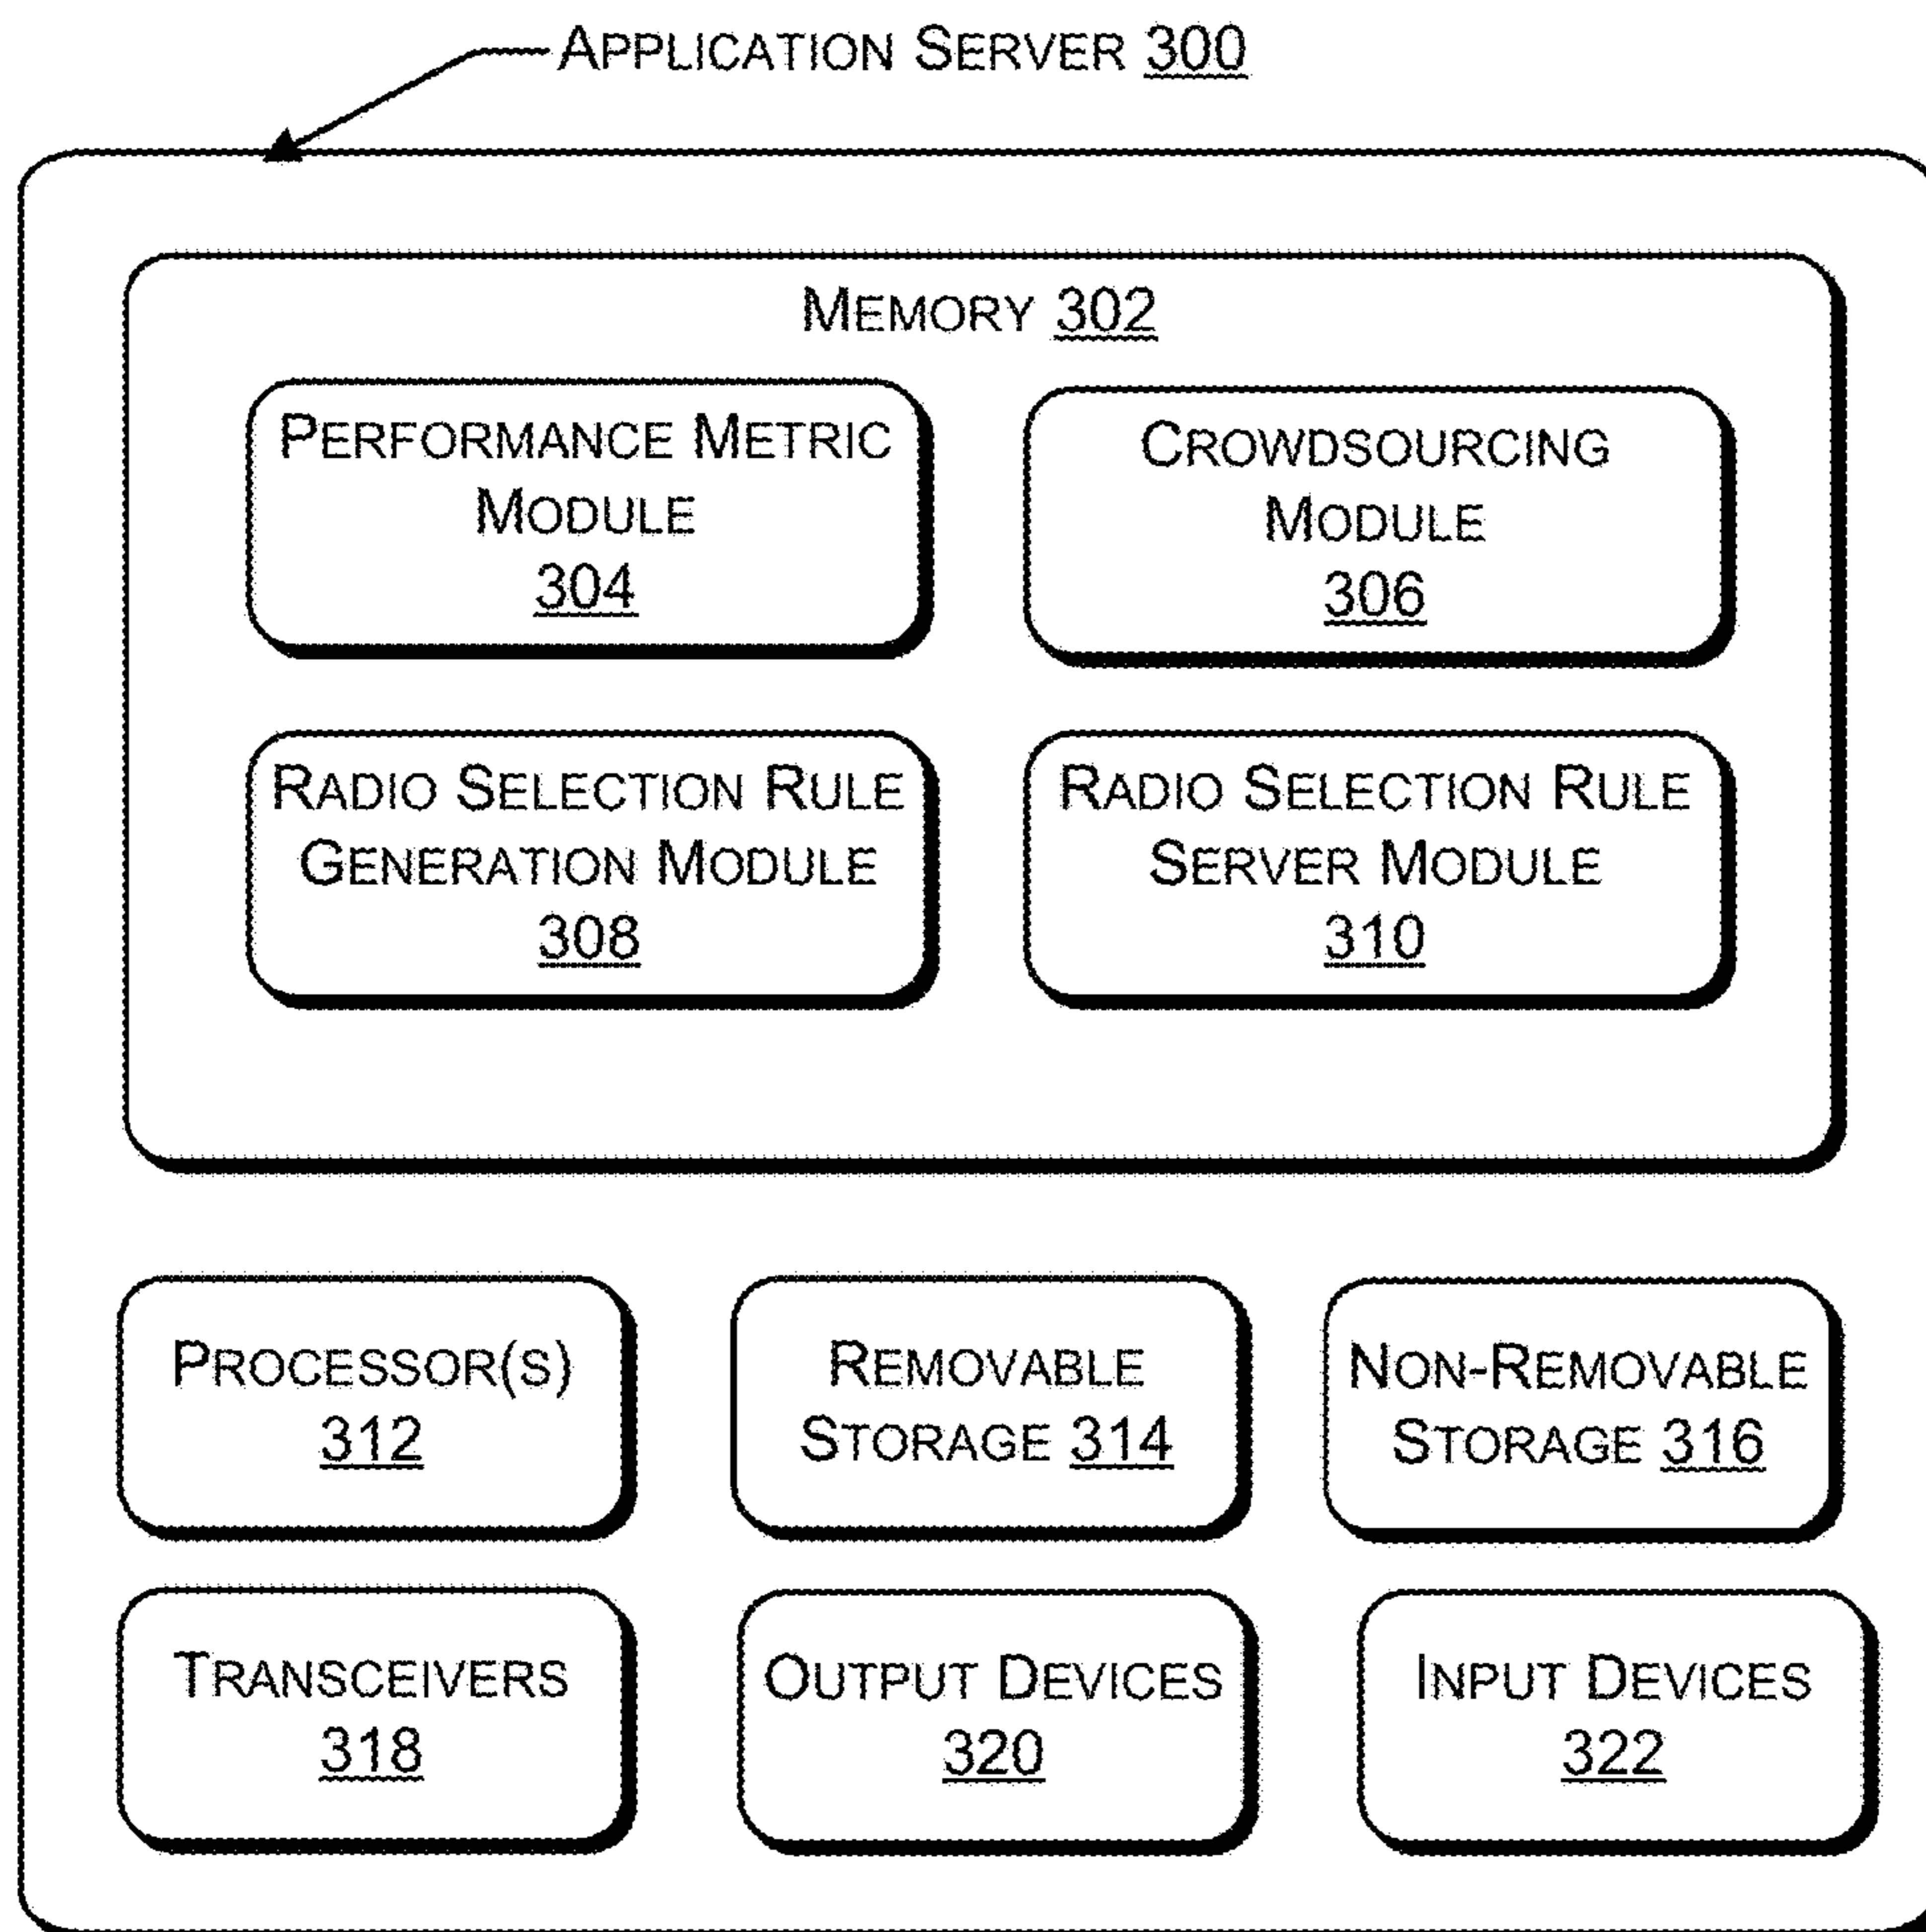 APPLICATION SERVER 300
MEMORY 302
PERFORMANCE METRIC
MODULE
304
CROWDSOURCING
MODULE
306
RADIO SELECTION RULE
GENERATION MODULE
308
RADIO SELECTION RULE
SERVER MODULE
310
PROCESSOR(S)
312
REMOVABLE
STORAGE 314
NON-REMOVABLE
STORAGE 316
TRANSCEIVERS
318
OUTPUT DEVICES
320
INPUT DEVICES
322